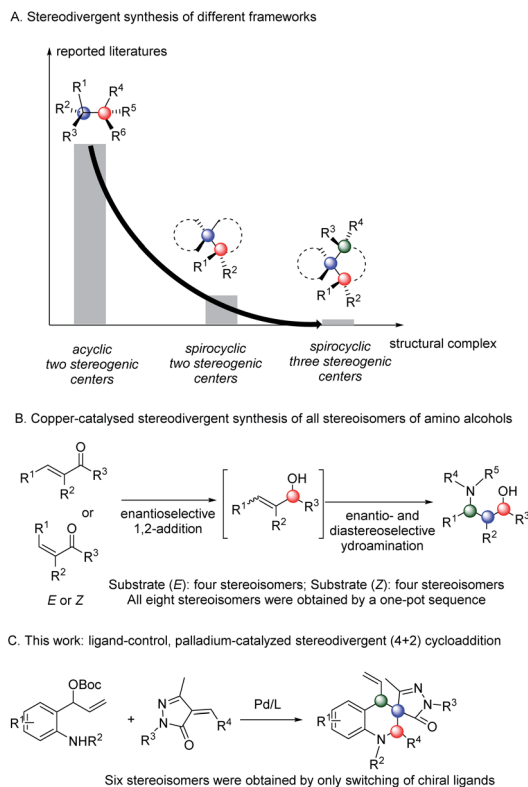 A. Stereodivergent synthesis of different frameworks
reported literatures
R1 R4
R2 R5
R3 R6
R3 R4
R1 R2
R1 R2
structural complex
acyclic
two stereogenic
centers
spirocyclic
two stereogenic
centers
spirocyclic
three stereogenic
centers
B. Copper-catalysed stereodivergent synthesis of all stereoisomers of amino alcohols
O
R1 R3
R2
or
R1 O
R3
R2
E or Z
enantioselective
1,2-addition
OH
R1 R3
R2
enantio- and
diastereoselective
ydroamination
R4 R5
N OH
R1 R3
R2
Substrate (E): four stereoisomers; Substrate (Z): four stereoisomers
All eight stereoisomers were obtained by a one-pot sequence
C. This work: ligand-control, palladium-catalyzed stereodivergent (4+2) cycloaddition
OBoc
R1
NHR2
+
N
N
R3 O R4
Pd/L
N
N R3
O
R1
N R4
R2
Six stereoisomers were obtained by only switching of chiral ligands